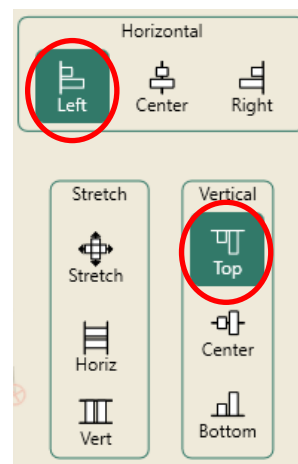 Horizontal
Left Center Right
Stretch Vertical
Stretch Top
Horiz Center
Vert Bottom